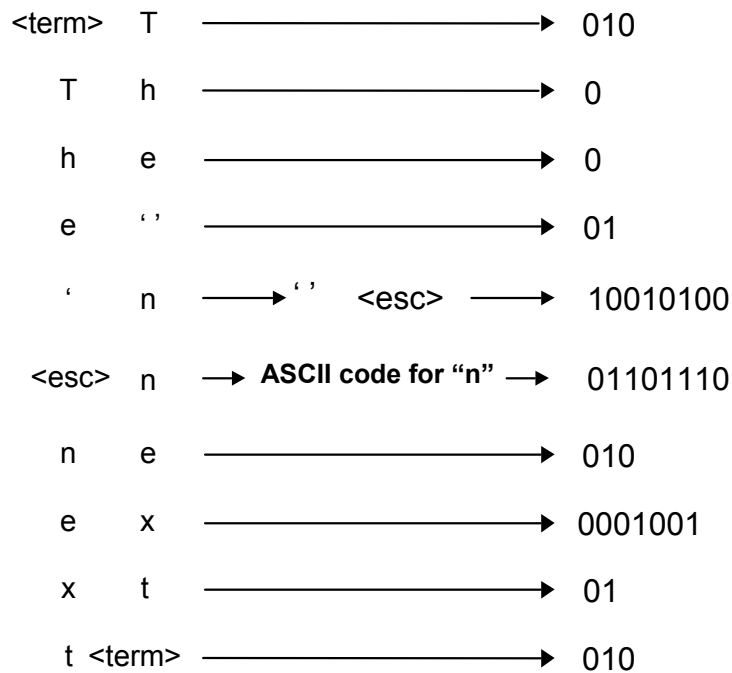 <term> T 010
T h 0
h e 0
e ‘ ’ 01
‘ n ‘ ’ <esc> 10010100
<esc> n ASCII code for “n” 01101110
n e 010
e x 0001001
x t 01
t <term> 010